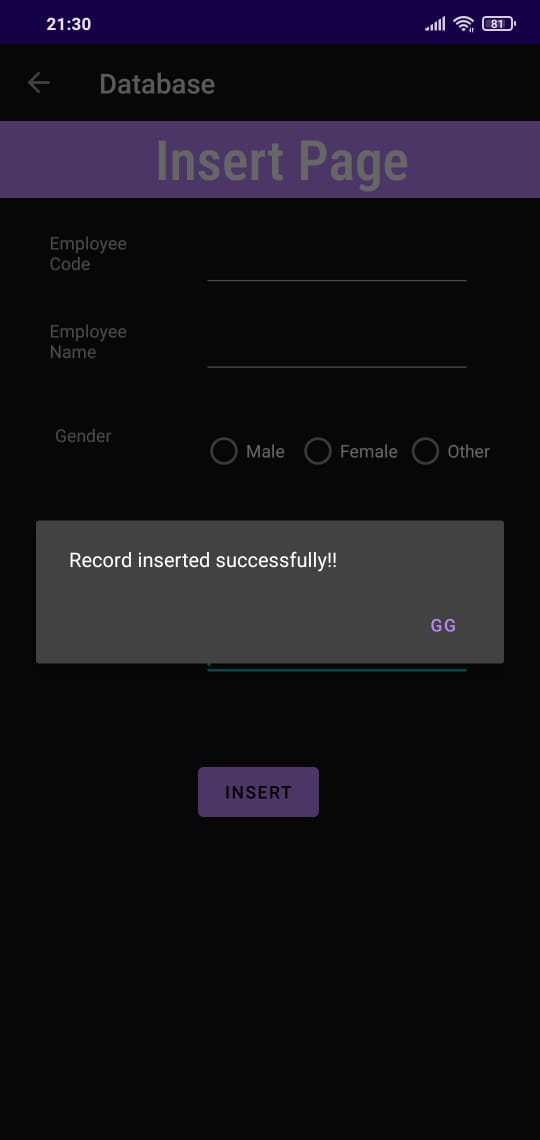 21:30
81
Database
Insert Page
Employee
Code
Employee
Name
Gender
Male Female Other
Record inserted successfully!!
GG
INSERT